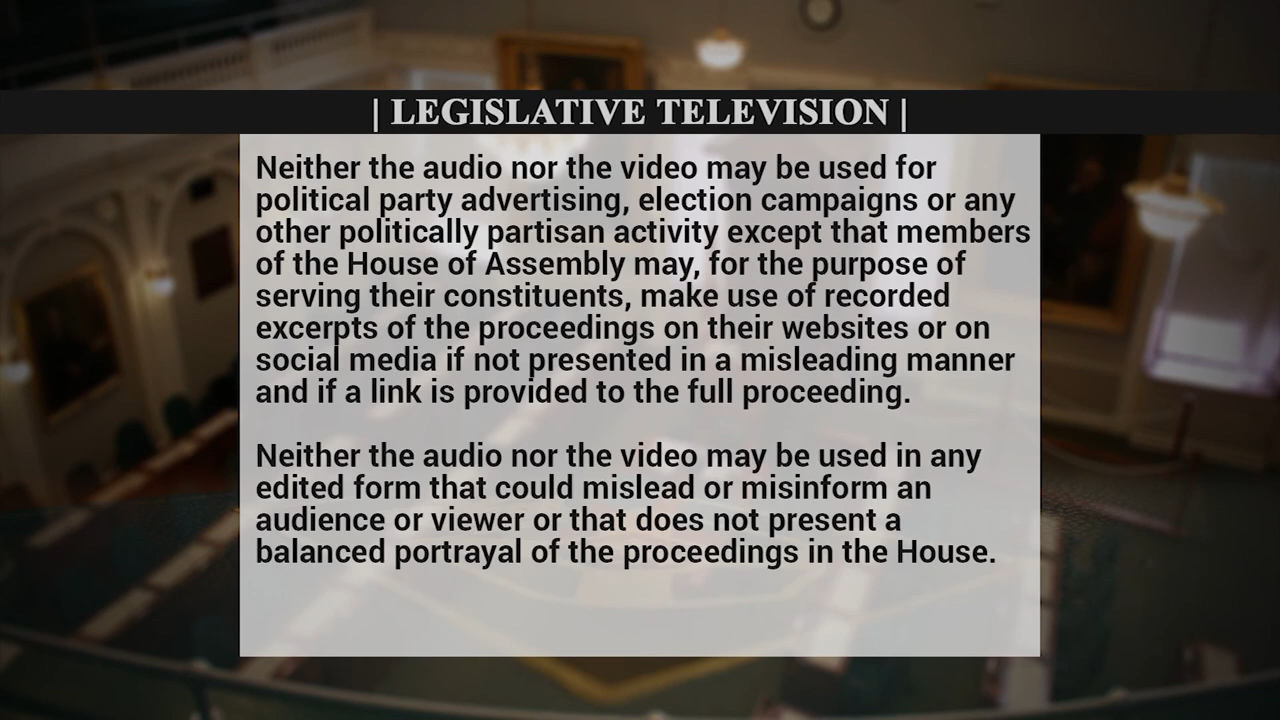 | LEGISLATIVE TELEVISION |
Neither the audio nor the video may be used for
political party advertising, election campaigns or any
other politically partisan activity except that members
of the House of Assembly may, for the purpose of
serving their constituents, make use of recorded
excerpts of the proceedings on their websites or on
social media if not presented in a misleading manner
and if a link is provided to the full proceeding.
Neither the audio nor the video may be used in any
edited form that could mislead or misinform an
audience or viewer or that does not present a
balanced portrayal of the proceedings in the House.